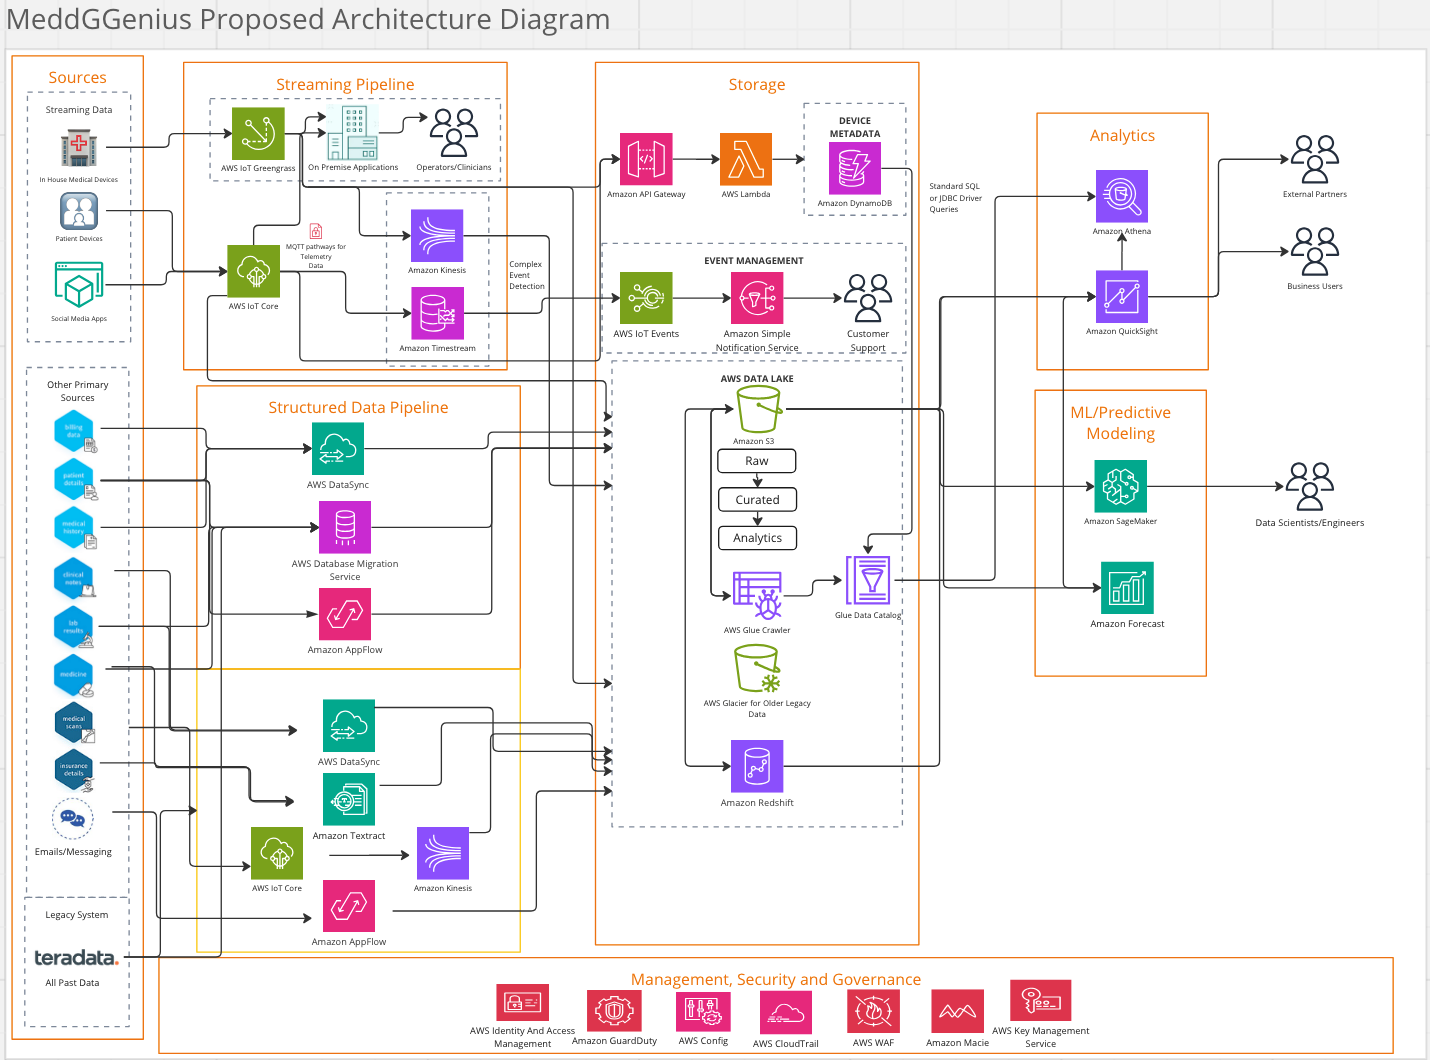 MeddGGenius Proposed Architecture Diagram
Sources
Streaming Data
In House Medical Devices
Patient Devices
Social Media Apps
Other Primary
Sources
billing
data
patient
details
medical
history
clinical
notes
lab
results
medicine
medical
scans
insurance
details
Emails/Messaging
Legacy System
teradata.
All Past Data
Streaming Pipeline
AWS IoT Greengrass
On Premise Applications
Operators/Clinicians
AWS IoT Core
MQTT pathways for
Telemetry
Data
Amazon Kinesis
Amazon Timestream
Complex
Event
Detection
Structured Data Pipeline
AWS DataSync
AWS Database Migration
Service
Amazon AppFlow
AWS DataSync
Amazon Textract
AWS IoT Core
Amazon Kinesis
Amazon AppFlow
Storage
Amazon API Gateway
AWS Lambda
DEVICE
METADATA
Amazon DynamoDB
EVENT MANAGEMENT
AWS IoT Events
Amazon Simple
Notification Service
Customer
Support
AWS DATA LAKE
Amazon S3
Raw
Curated
Analytics
AWS Glue Crawler
Glue Data Catalog
AWS Glacier for Older Legacy
Data
Amazon Redshift
Standard SQL
or JDBC Driver
Queries
Analytics
Amazon Athena
Amazon QuickSight
External Partners
Business Users
ML/Predictive
Modeling
Amazon SageMaker
Amazon Forecast
Data Scientists/Engineers
Management, Security and Governance
AWS Identity And Access
Management
Amazon GuardDuty
AWS Config
AWS CloudTrail
AWS WAF
Amazon Macie
AWS Key Management
Service